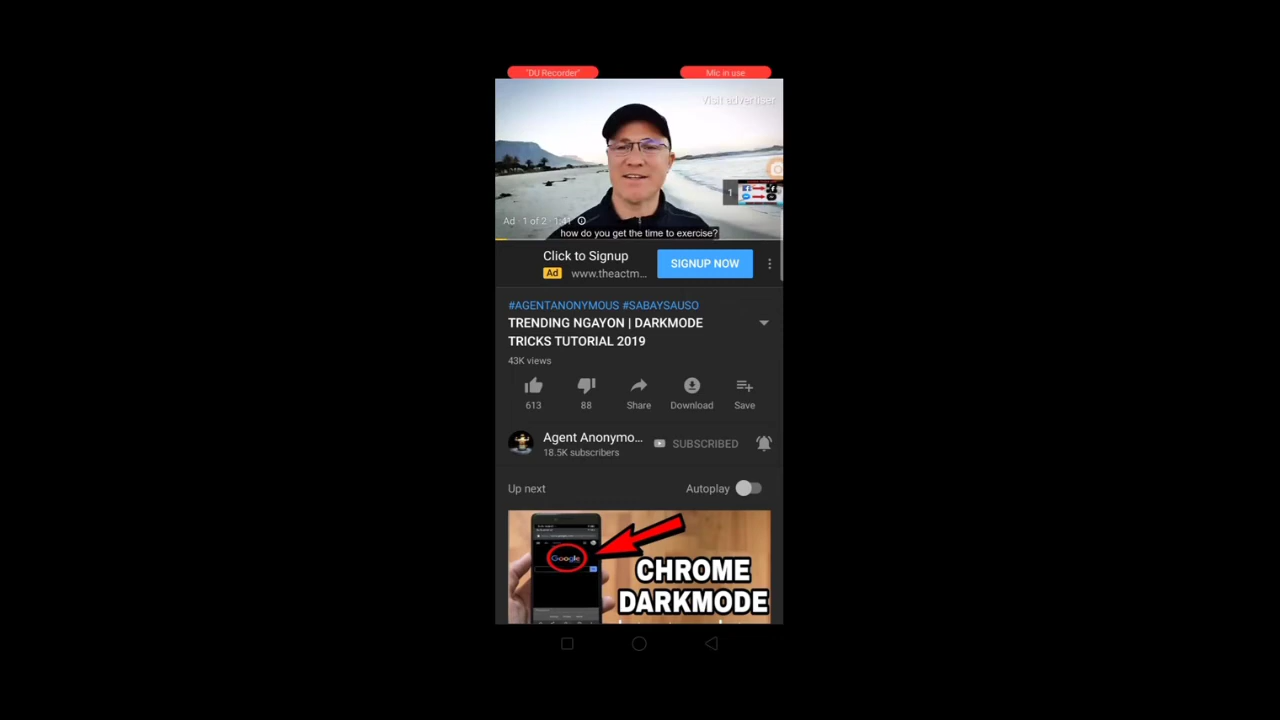 "DU Recorder"
Mic in use
Visit advertiser
1
Ad · 1 of 2 · 1:41
how do you get the time to exercise?
Click to Signup
Ad www.theactm...
SIGNUP NOW
#AGENTANONYMOUS #SABAYSAUSO
TRENDING NGAYON | DARKMODE
TRICKS TUTORIAL 2019
43K views
613
88
Share
Download
Save
Agent Anonymo...
18.5K subscribers
SUBSCRIBED
Up next
Autoplay
Google
CHROME
DARKMODE